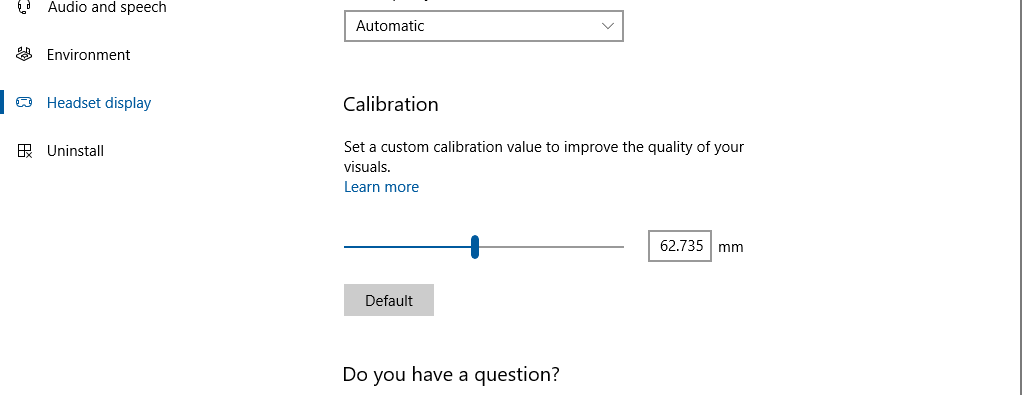 Audio and speech
Automatic
Environment
Calibration
Headset display
Set a custom calibration value to improve the quality of your
visuals.
Uninstall
Learn more
62.735 mm
Default
Do you have a question?